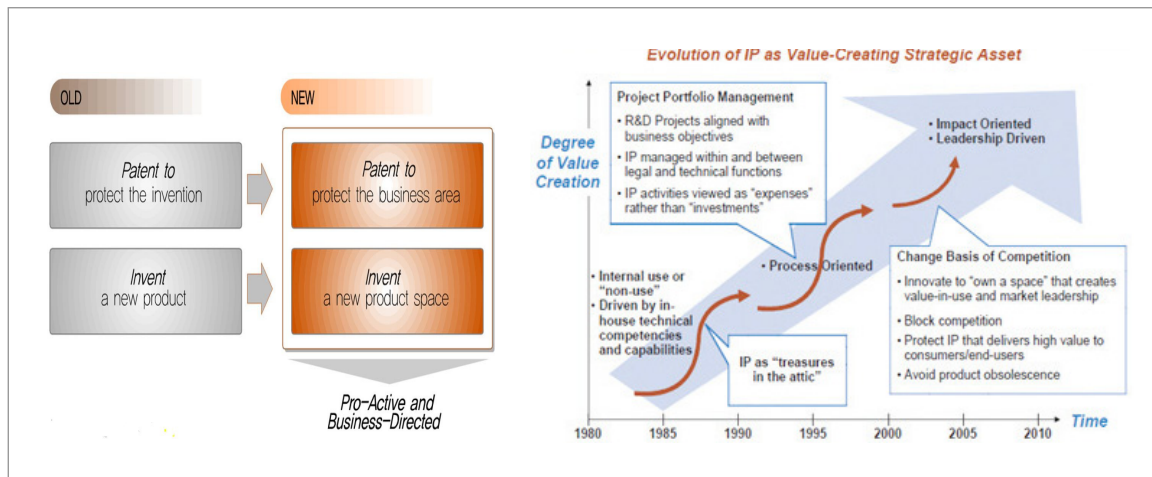 OLD
NEW
Patent to
protect the invention
Patent to
protect the business area
Invent
a new product
Invent
a new product space
Pro-Active and
Business-Directed
Evolution of IP as Value-Creating Strategic Asset
Degree
of Value
Creation
Project Portfolio Management
• R&D Projects aligned with
business objectives
• IP managed within and between
legal and technical functions
• IP activities viewed as "expenses"
rather than "investments"
• Impact Oriented
• Leadership Driven
• Process Oriented
• Internal use or
"non-use"
• Driven by in-
house technical
competencies
and capabilities
IP as "treasures
in the attic"
Change Basis of Competition
• Innovate to "own a space" that creates
value-in-use and market leadership
• Block competition
• Protect IP that delivers high value to
consumers/end-users
• Avoid product obsolescence
1980 1985 1990 1995 2000 2005 2010
Time